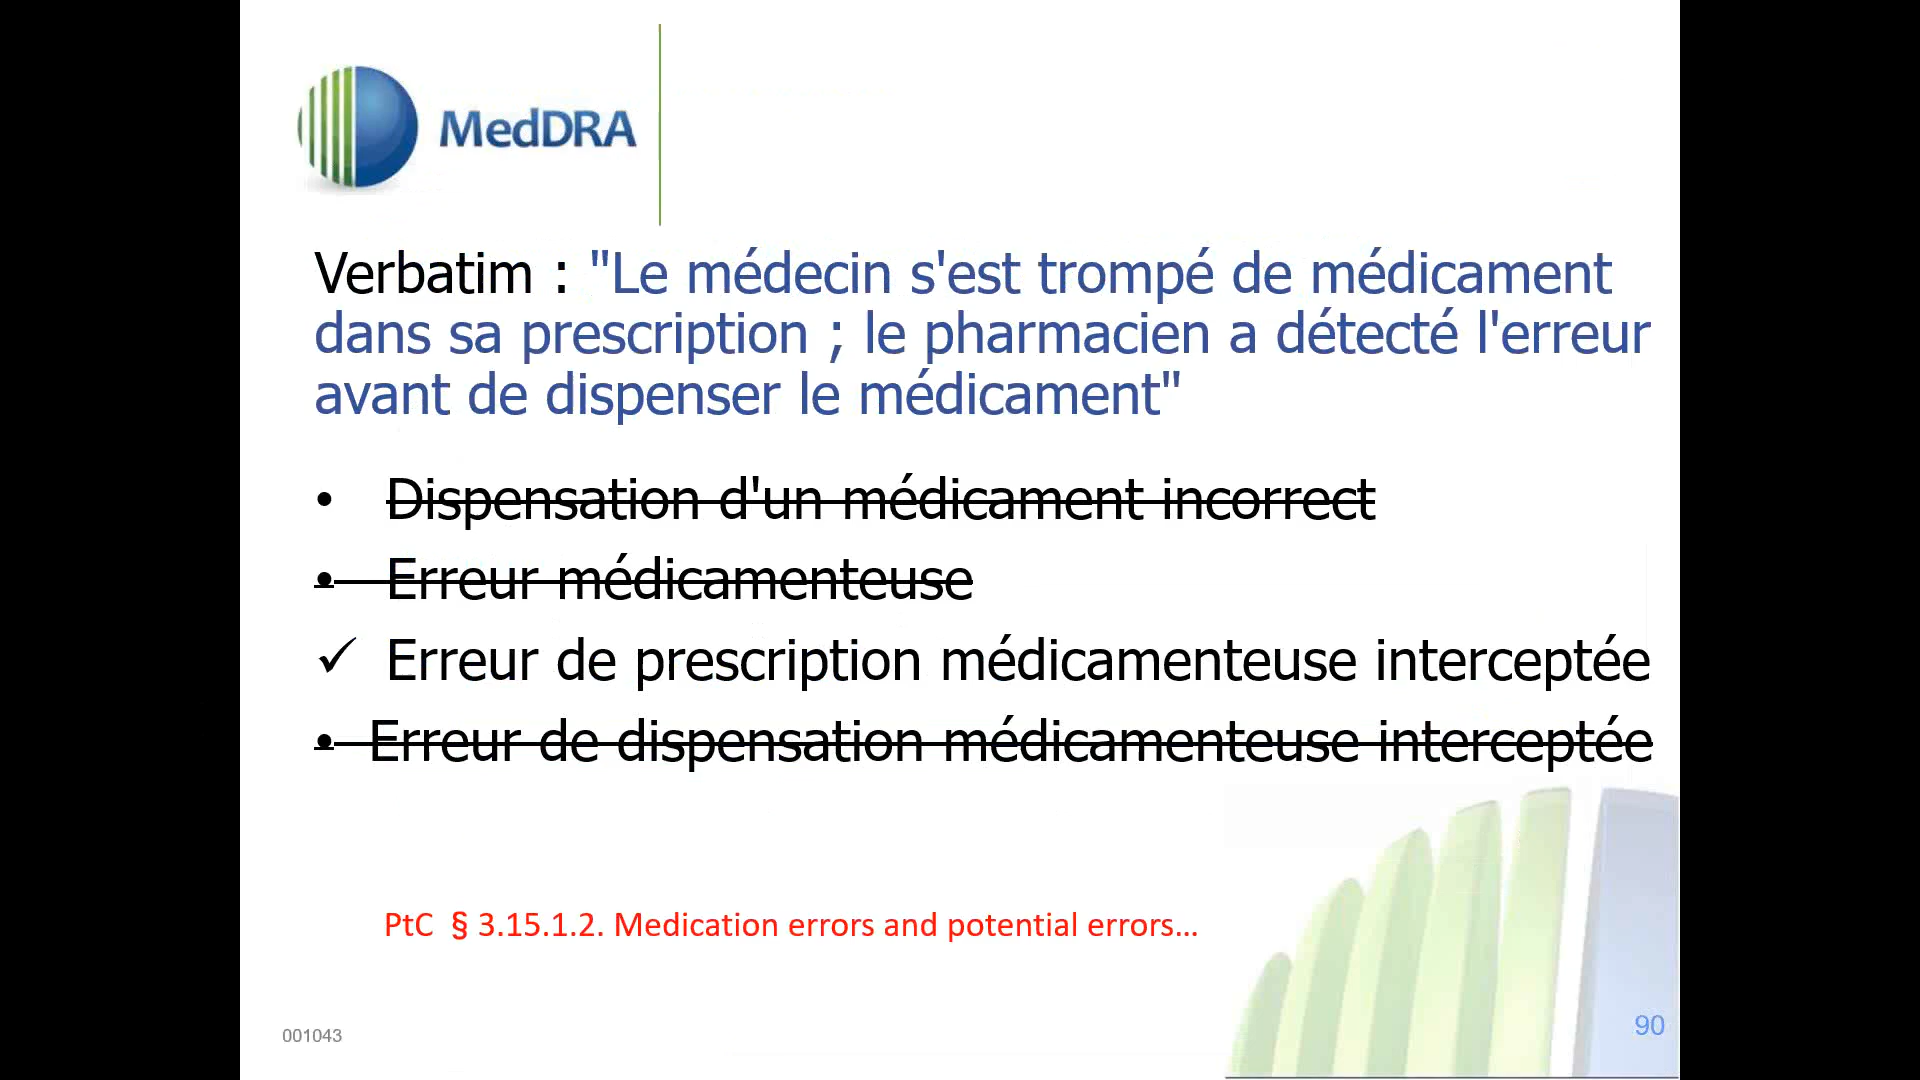 MedDRA
Verbatim : "Le médecin s'est trompé de médicament
dans sa prescription ; le pharmacien a détecté l'erreur
avant de dispenser le médicament"
• Dispensation d'un médicament incorrect
• Erreur médicamenteuse
✓ Erreur de prescription médicamenteuse interceptée
• Erreur de dispensation médicamenteuse interceptée
PtC § 3.15.1.2. Medication errors and potential errors...
001043
90